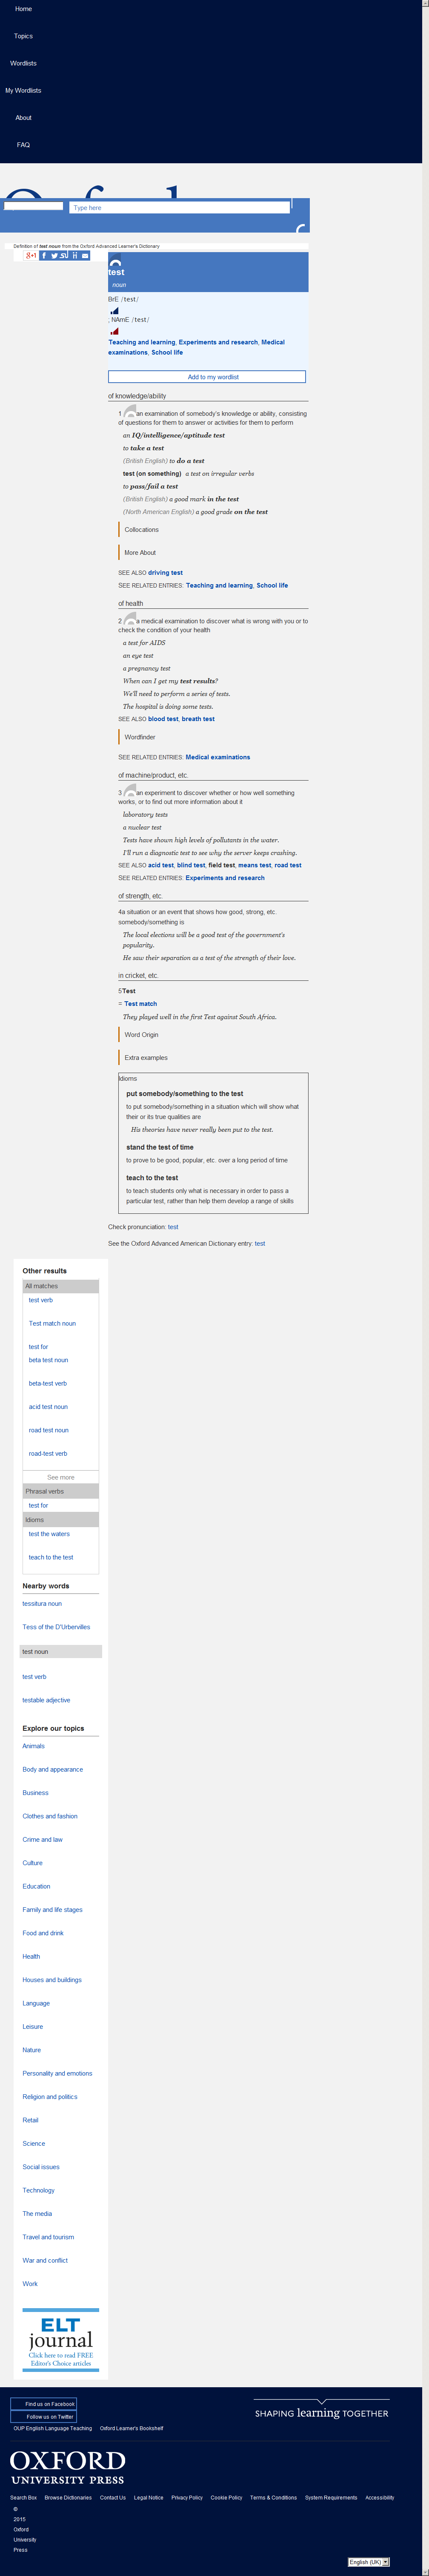 Home
Topics
Wordlists
My Wordlists
About
FAQ
Type here
Definition of test noun from the Oxford Advanced Learner's Dictionary
g+1
test
noun
BrE /test/
; NAmE /test/
Teaching and learning, Experiments and research, Medical
examinations, School life
Add to my wordlist
of knowledge/ability
1 an examination of somebody's knowledge or ability, consisting
of questions for them to answer or activities for them to perform
an IQ/intelligence/aptitude test
to take a test
(British English) to do a test
test (on something) a test on irregular verbs
to pass/fail a test
(British English) a good mark in the test
(North American English) a good grade on the test
Collocations
More About
SEE ALSO driving test
SEE RELATED ENTRIES: Teaching and learning, School life
of health
2 a medical examination to discover what is wrong with you or to
check the condition of your health
a test for AIDS
an eye test
a pregnancy test
When can I get my test results?
We'll need to perform a series of tests.
The hospital is doing some tests.
SEE ALSO blood test, breath test
Wordfinder
SEE RELATED ENTRIES: Medical examinations
of machine/product, etc.
3 an experiment to discover whether or how well something
works, or to find out more information about it
laboratory tests
a nuclear test
Tests have shown high levels of pollutants in the water.
I'll run a diagnostic test to see why the server keeps crashing.
SEE ALSO acid test, blind test, field test, means test, road test
SEE RELATED ENTRIES: Experiments and research
of strength, etc.
4a situation or an event that shows how good, strong, etc.
somebody/something is
The local elections will be a good test of the government's
popularity.
He saw their separation as a test of the strength of their love.
in cricket, etc.
5Test
= Test match
They played well in the first Test against South Africa.
Word Origin
Extra examples
Idioms
put somebody/something to the test
to put somebody/something in a situation which will show what
their or its true qualities are
His theories have never really been put to the test.
stand the test of time
to prove to be good, popular, etc. over a long period of time
teach to the test
to teach students only what is necessary in order to pass a
particular test, rather than help them develop a range of skills
Check pronunciation: test
See the Oxford Advanced American Dictionary entry: test
Other results
All matches
test verb
Test match noun
test for
beta test noun
beta-test verb
acid test noun
road test noun
road-test verb
See more
Phrasal verbs
test for
Idioms
test the waters
teach to the test
Nearby words
tessitura noun
Tess of the D'Urbervilles
test noun
test verb
testable adjective
Explore our topics
Animals
Body and appearance
Business
Clothes and fashion
Crime and law
Culture
Education
Family and life stages
Food and drink
Health
Houses and buildings
Language
Leisure
Nature
Personality and emotions
Religion and politics
Retail
Science
Social issues
Technology
The media
Travel and tourism
War and conflict
Work
ELT
journal
Click here to read FREE
Editor's Choice articles
Find us on Facebook
Follow us on Twitter
SHAPING learning TOGETHER
OUP English Language Teaching Oxford Learner's Bookshelf
OXFORD
UNIVERSITY PRESS
Search Box Browse Dictionaries Contact Us Legal Notice Privacy Policy Cookie Policy Terms & Conditions System Requirements Accessibility
©
2015
Oxford
University
Press
English (UK)